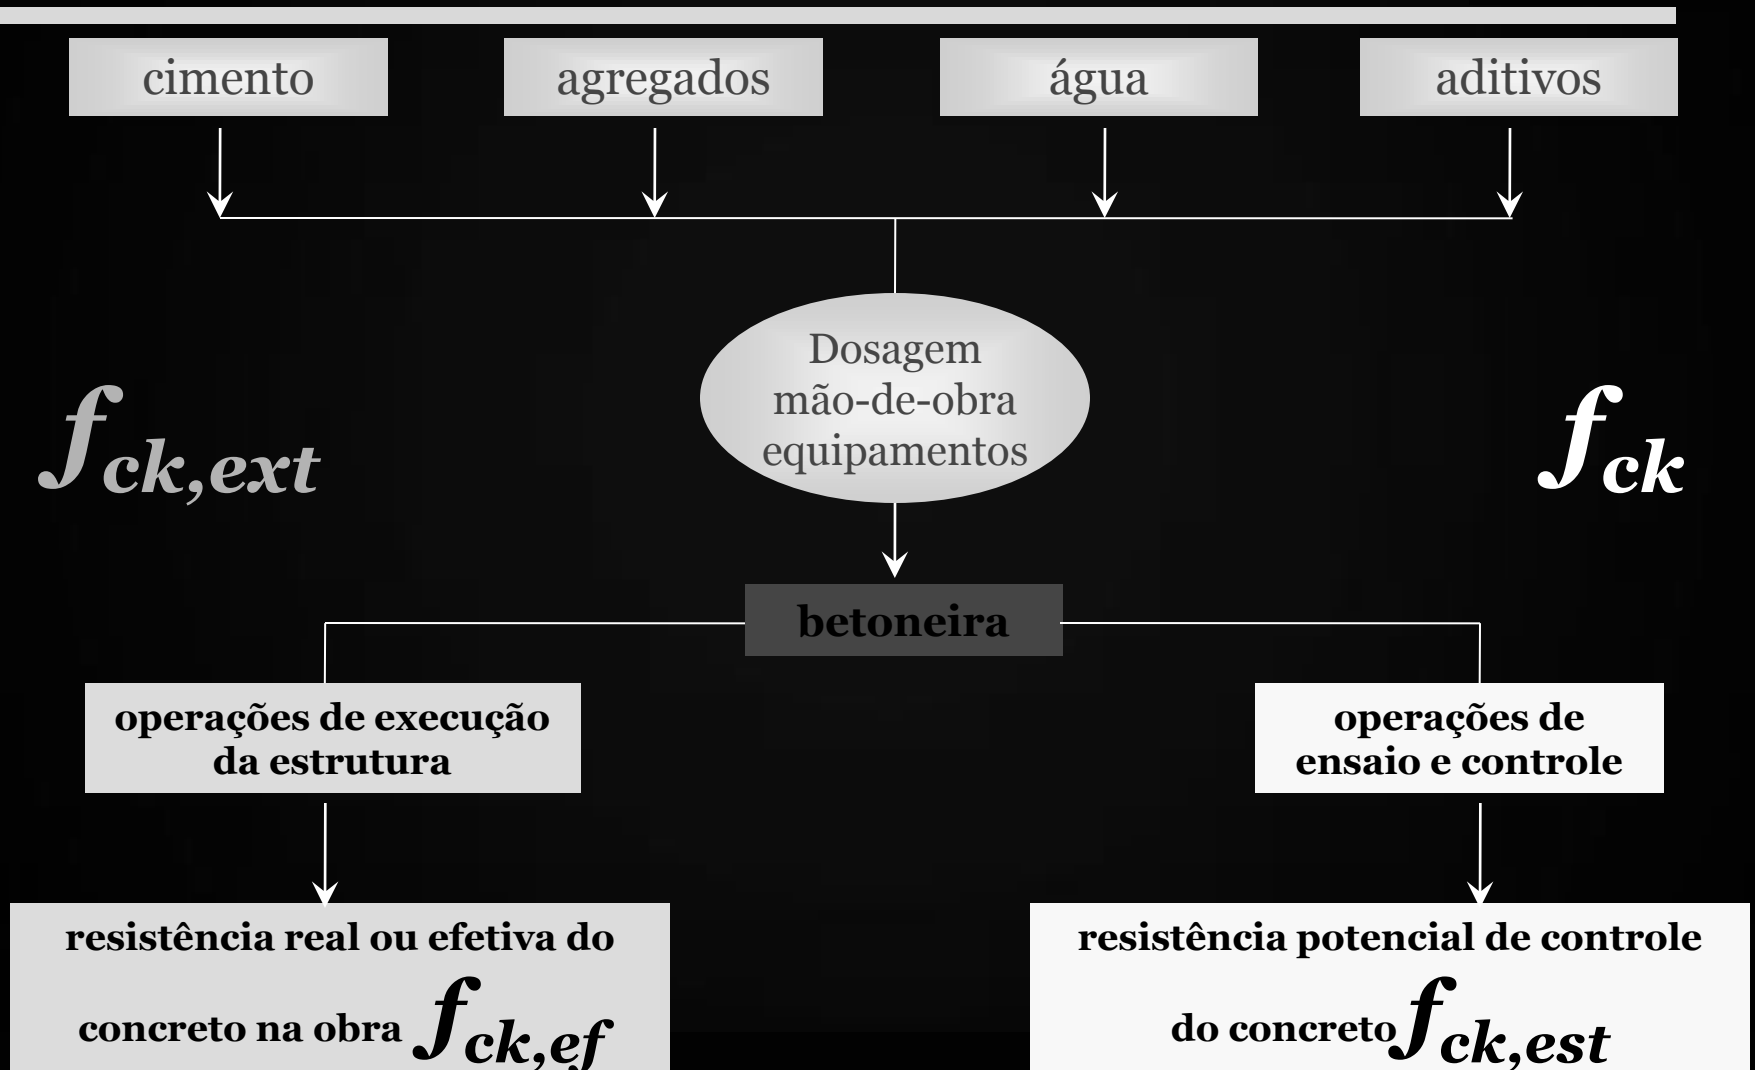 cimento
agregados
água
aditivos
Dosagem
mão-de-obra
equipamentos
fck,ext
fck
betoneira
operações de execução
da estrutura
operações de
ensaio e controle
resistência real ou efetiva do
concreto na obra fck,ef
resistência potencial de controle
do concreto fck,est